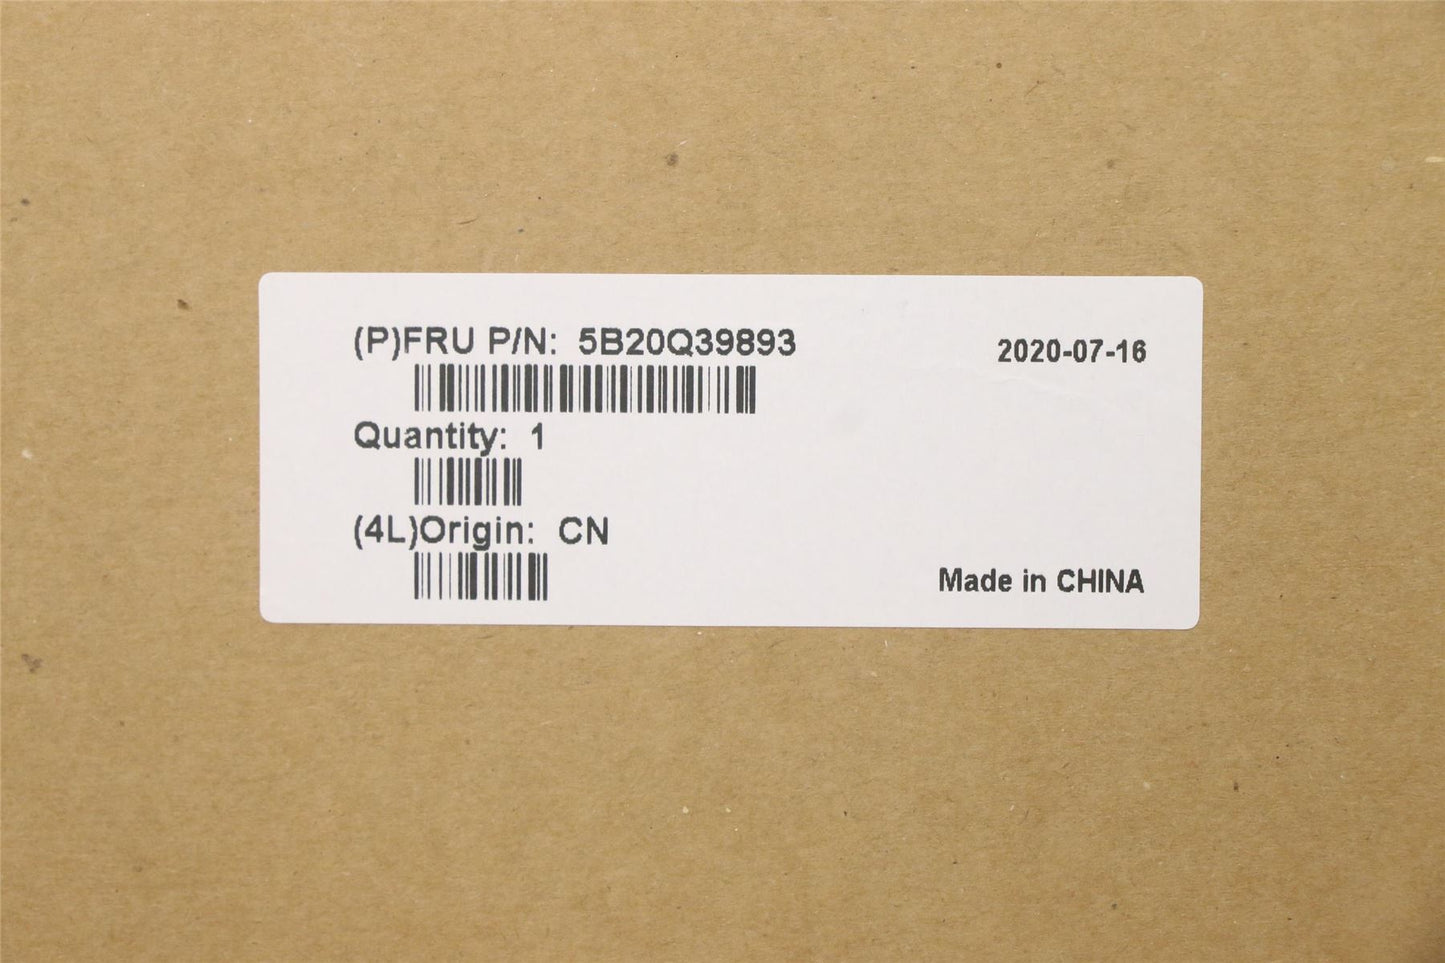 (P)FRU P/N: 5B20Q39893
2020-07-16
Quantity: 1
(4L)Origin: CN
Made in CHINA